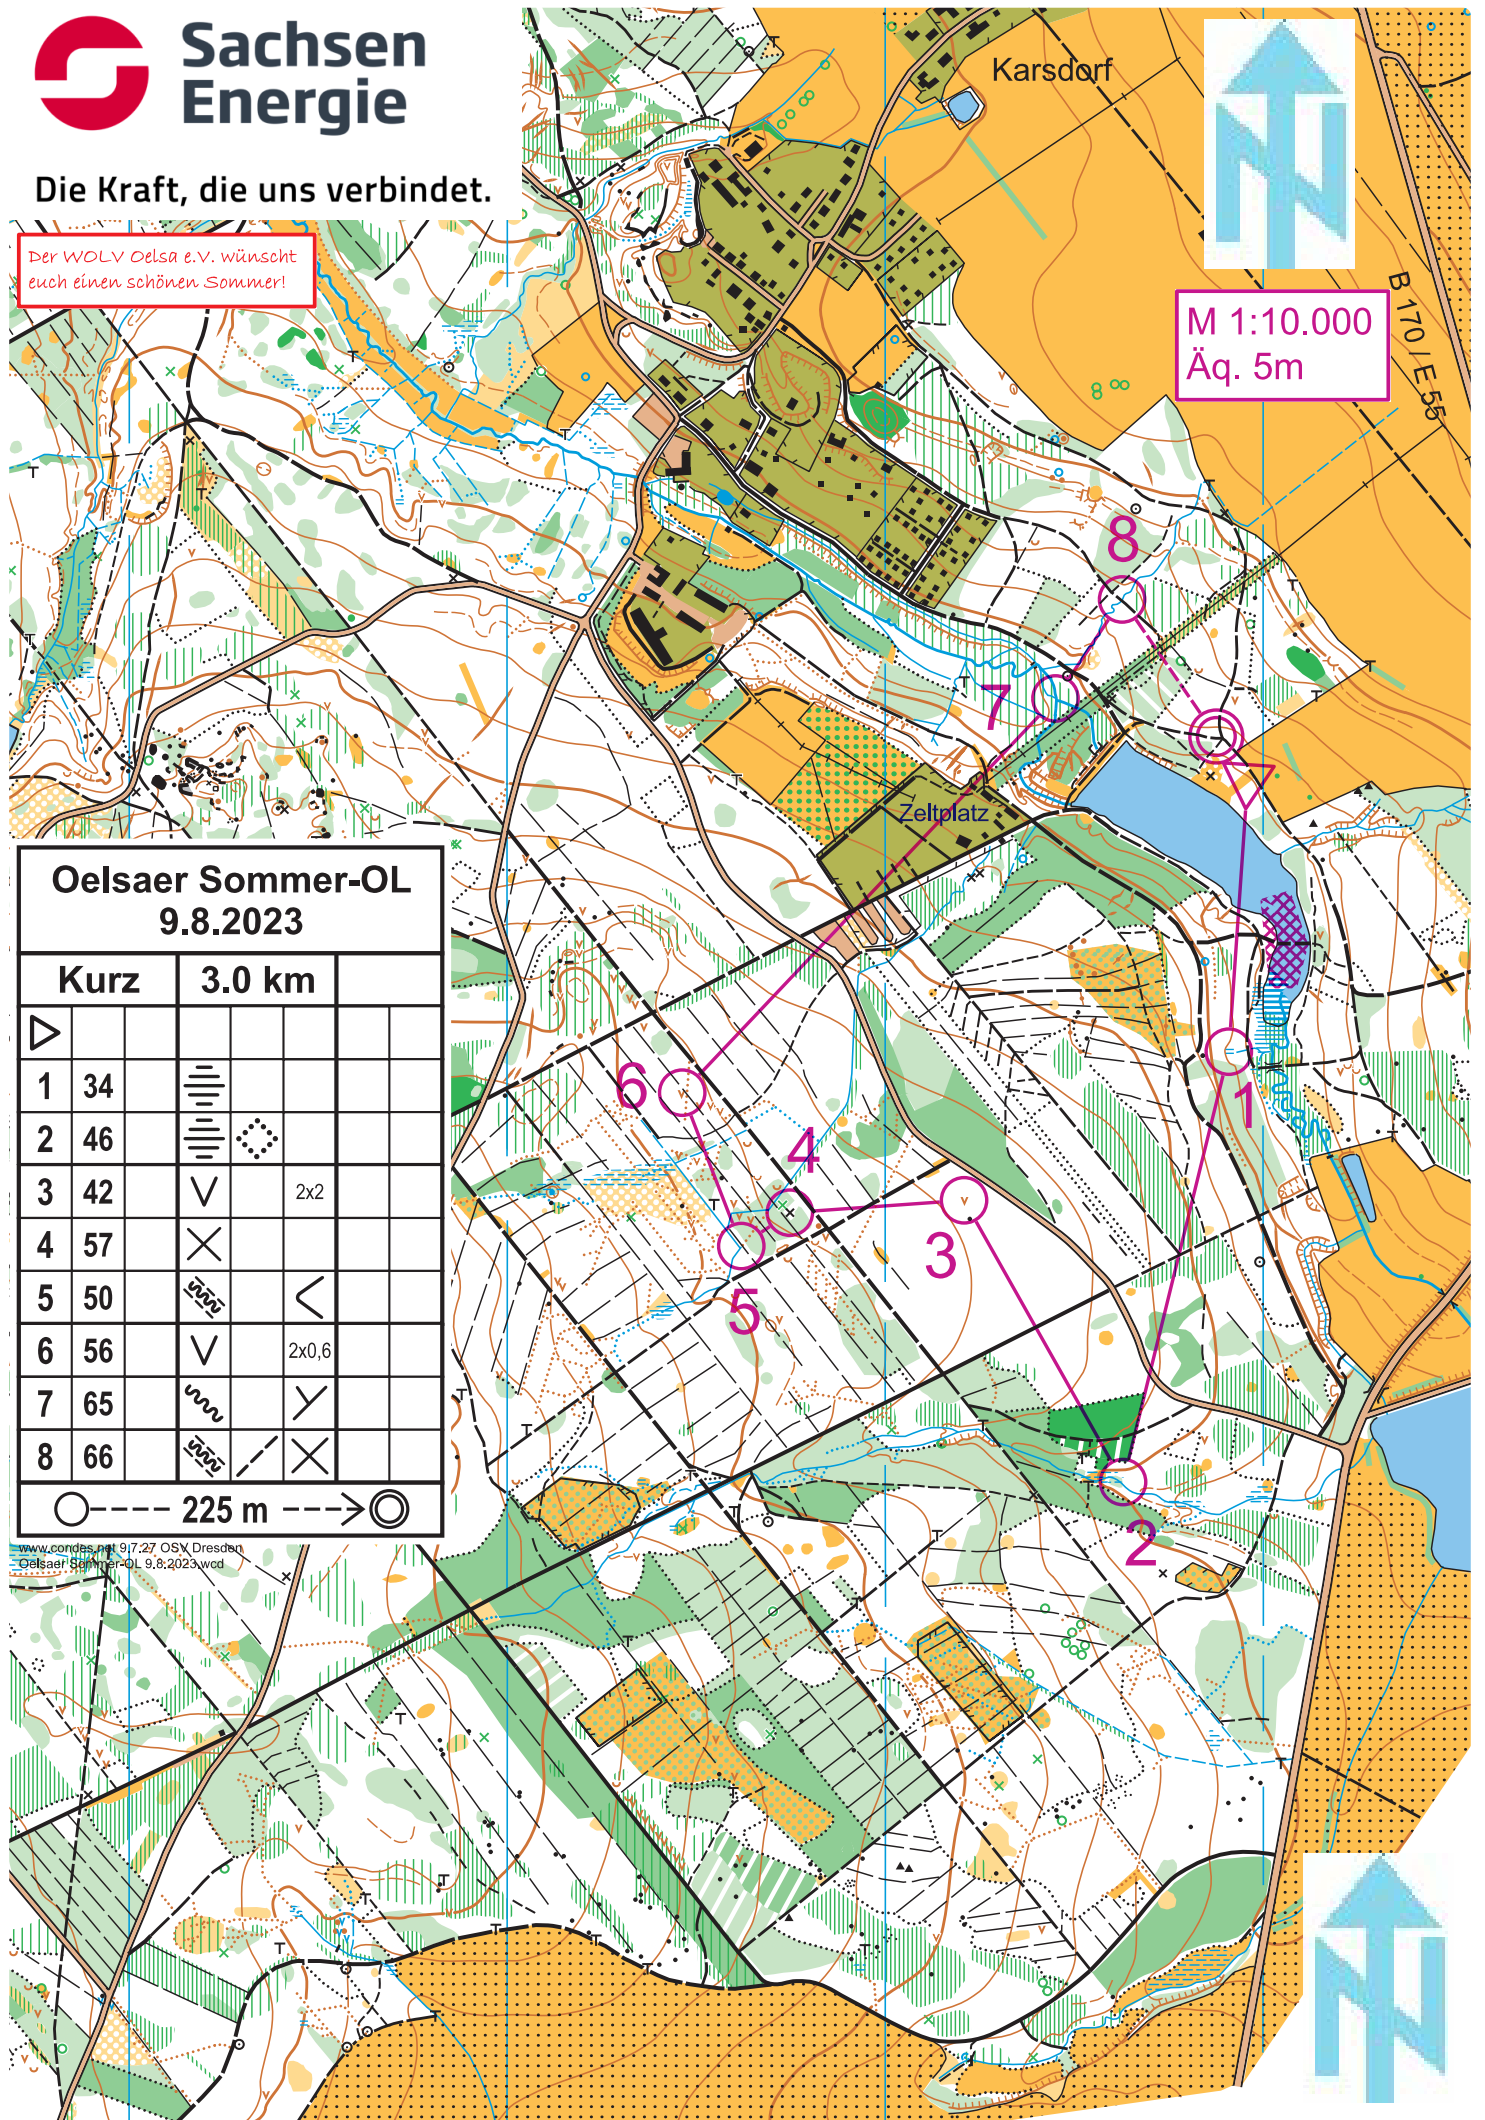 Sachsen
Energie
Die Kraft, die uns verbindet.
Der WOLV Oelsa e.V. wünscht
euch einen schönen Sommer!
Karsdorf
M 1:10.000
Äq. 5m
B 170 / E 55
8
7
Zeltplatz
6
4
1
3
5
2
Oelsaer Sommer-OL
9.8.2023
Kurz 3.0 km
1 34
2 46
3 42 2x2
4 57
5 50
6 56 2x0,6
7 65
8 66
225 m
www.condes.net 9.7.27 OSV Dresden
Oelsaer Sommer-OL 9.8.2023.wcd